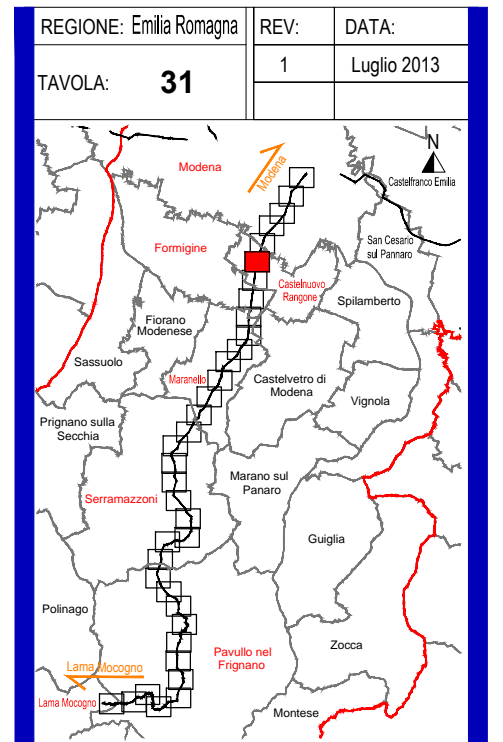 REGIONE: Emilia Romagna
REV:
DATA:
TAVOLA: 31
1
Luglio 2013
N
Modena
Modena
Castelfranco Emilia
Formigine
San Cesario
sul Pannaro
Castelnuovo
Rangone
Spilamberto
Fiorano
Modenese
Sassuolo
Maranello
Castelvetro di
Modena
Vignola
Prignano sulla
Secchia
Marano sul
Panaro
Serramazzoni
Guiglia
Polinago
Zocca
Pavullo nel
Frignano
Lama Mocogno
Lama Mocogno
Montese